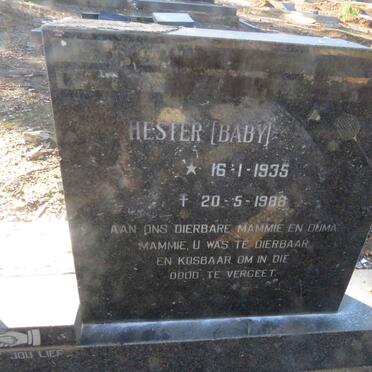 HESTER [BABY]
★ 16-1-1935
† 20-5-1988
AAN ONS DIERBARE MAMMIE EN OUMA
MAMMIE, U WAS TE DIERBAAR
EN KOSBAAR OM IN DIE
DOOD TE VERGEET.
JOU LIEF